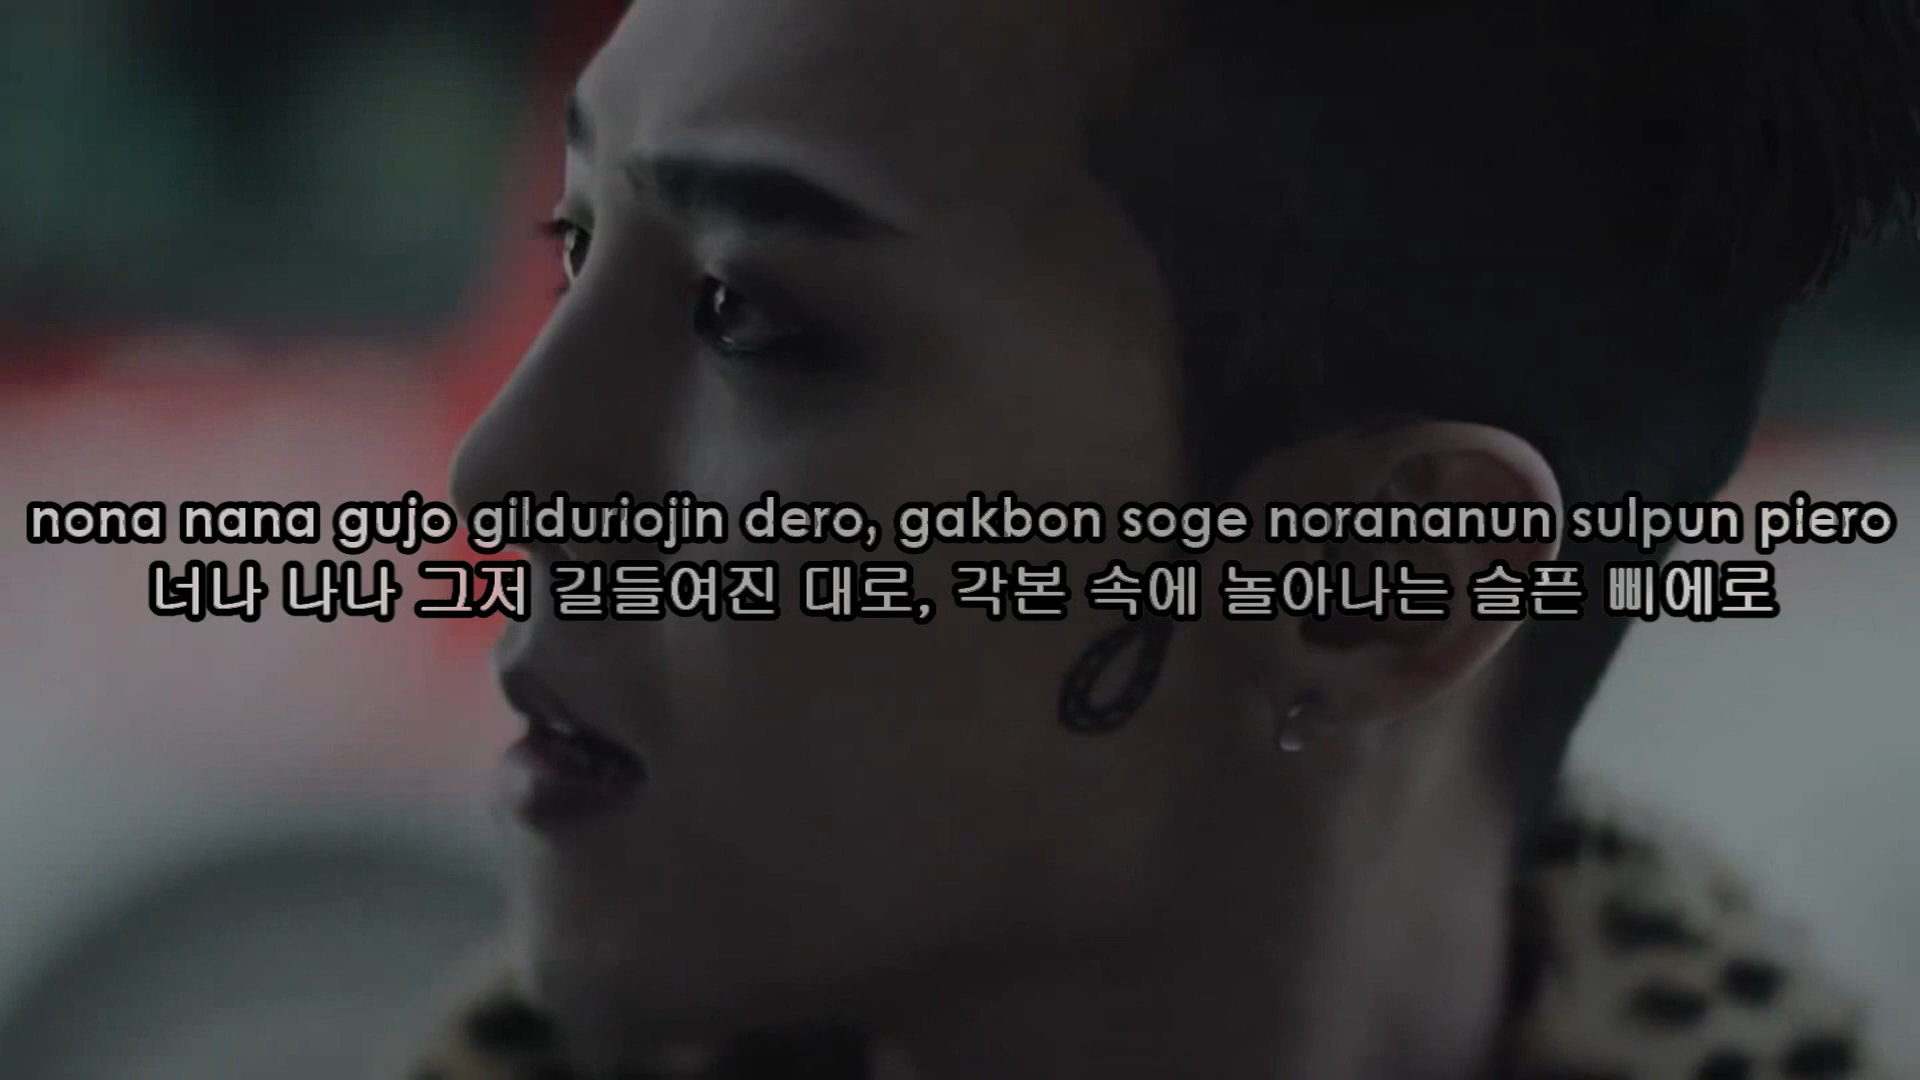 nona nana gujo gilduriojin dero, gakbon soge norananun sulpun piero
너나 나나 그저 길들여진 대로, 각본 속에 놀아나는 슬픈 삐에로